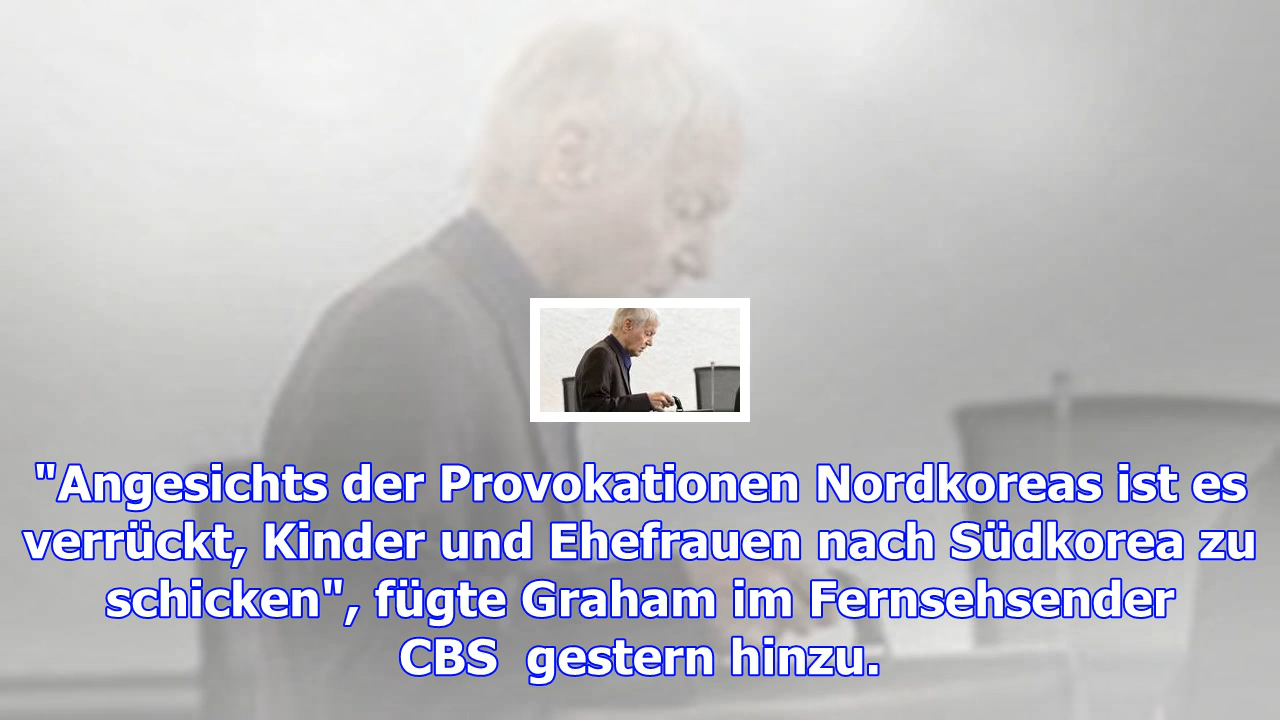 "Angesichts der Provokationen Nordkoreas ist es
verrückt, Kinder und Ehefrauen nach Südkorea zu
schicken", fügte Graham im Fernsehsender
CBS  gestern hinzu.